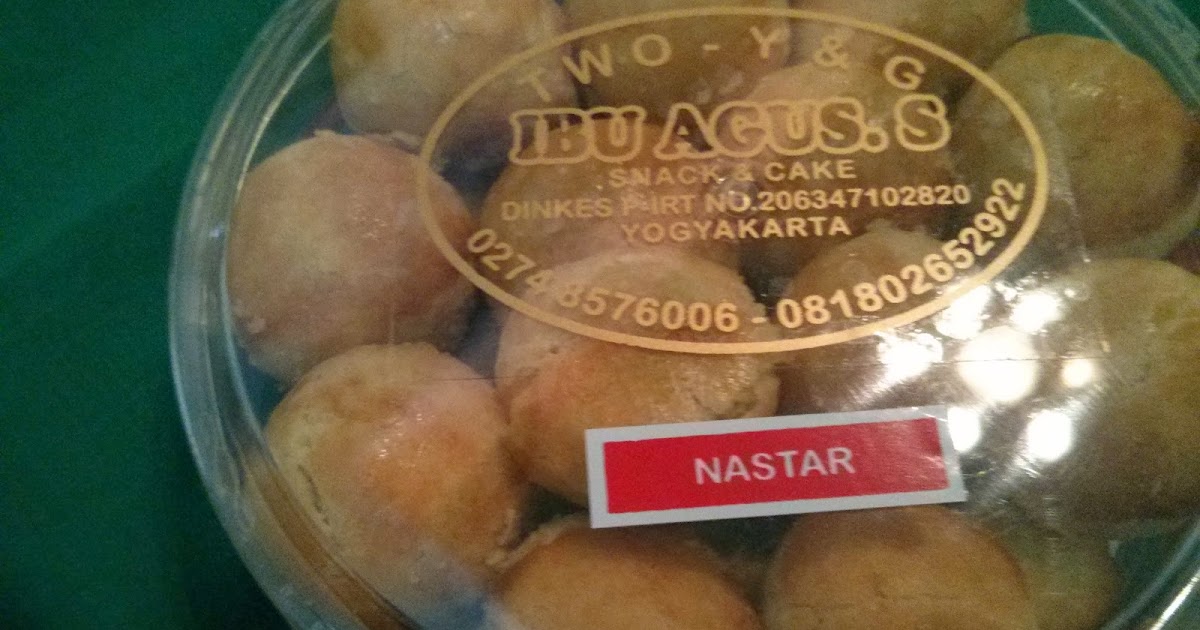 TWO - Y & G
IBU AGUS. S
SNACK & CAKE
DINKES P-IRT NO.206347102820
YOGYAKARTA
0274-8576006 - 081802652922
NASTAR